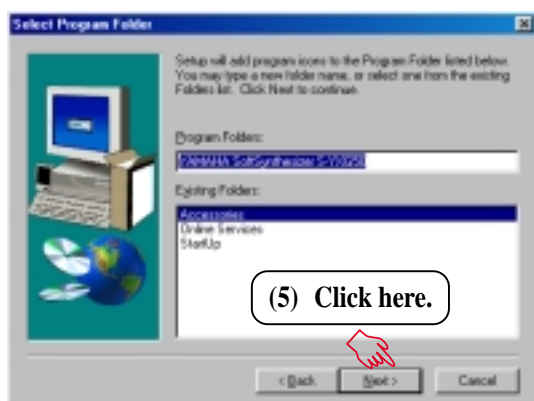 Select Program Folder
Setup will add program icons to the Program Folder listed below.
You may type a new folder name, or select one from the existing
Folders list. Click Next to continue.
Program Folders:
YAMAHA SoftSynthesizer S-YXG50
Existing Folders:
Accessories
Online Services
StartUp
(5) Click here.
< Back
Next >
Cancel